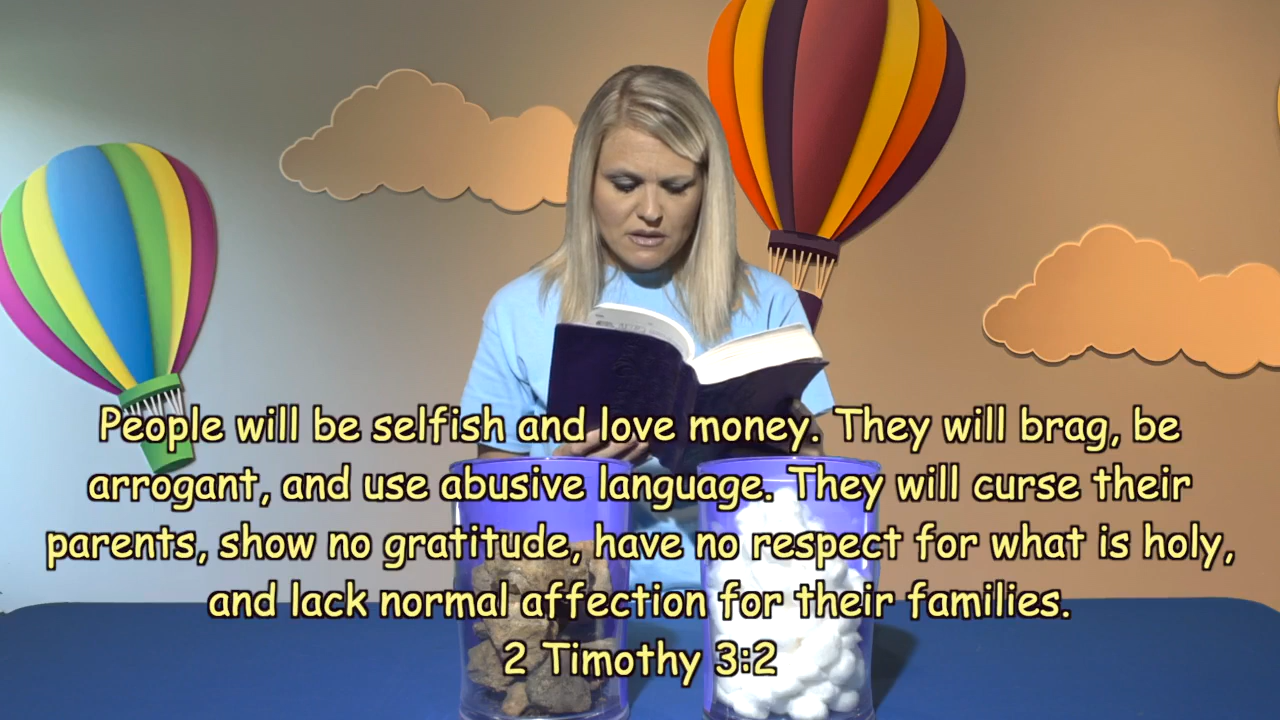 People will be selfish and love money. They will brag, be
arrogant, and use abusive language. They will curse their
parents, show no gratitude, have no respect for what is holy,
and lack normal affection for their families.
2 Timothy 3:2